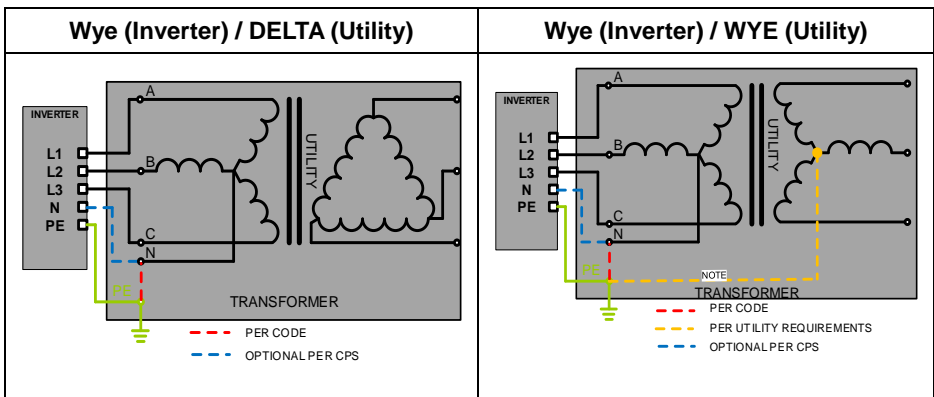 Wye (Inverter) / DELTA (Utility)
INVERTER
L1
L2
L3
N
PE
A
B
C
N
UTILITY
PE
TRANSFORMER
PER CODE
OPTIONAL PER CPS
Wye (Inverter) / WYE (Utility)
INVERTER
L1
L2
L3
N
PE
A
B
C
N
UTILITY
PE
NOTE
TRANSFORMER
PER CODE
PER UTILITY REQUIREMENTS
OPTIONAL PER CPS